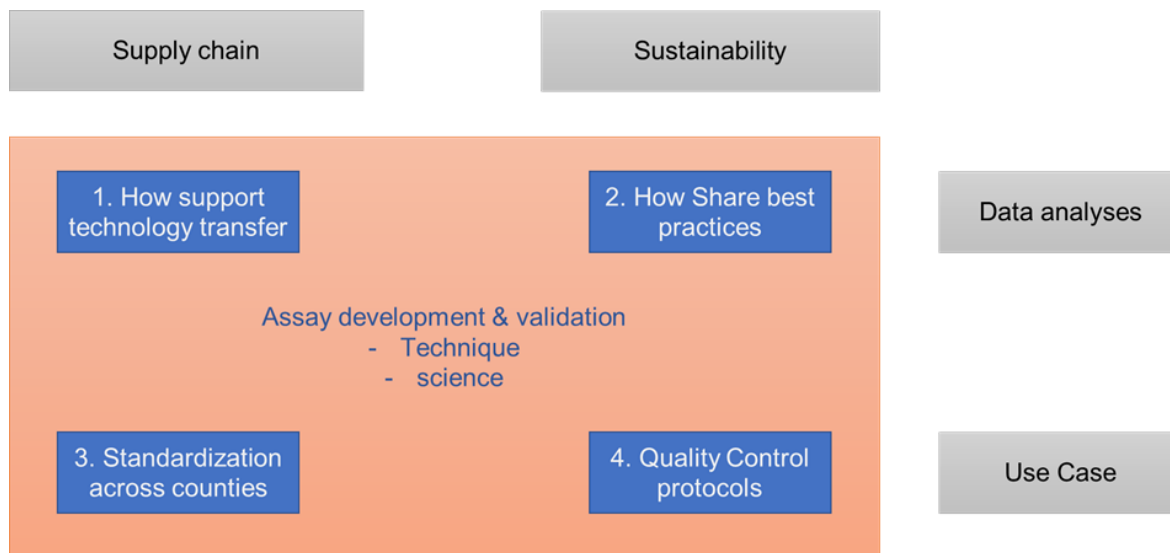 Supply chain
Sustainability
1. How support
technology transfer
2. How Share best
practices
Data analyses
Assay development & validation
- Technique
- science
3. Standardization
across counties
4. Quality Control
protocols
Use Case